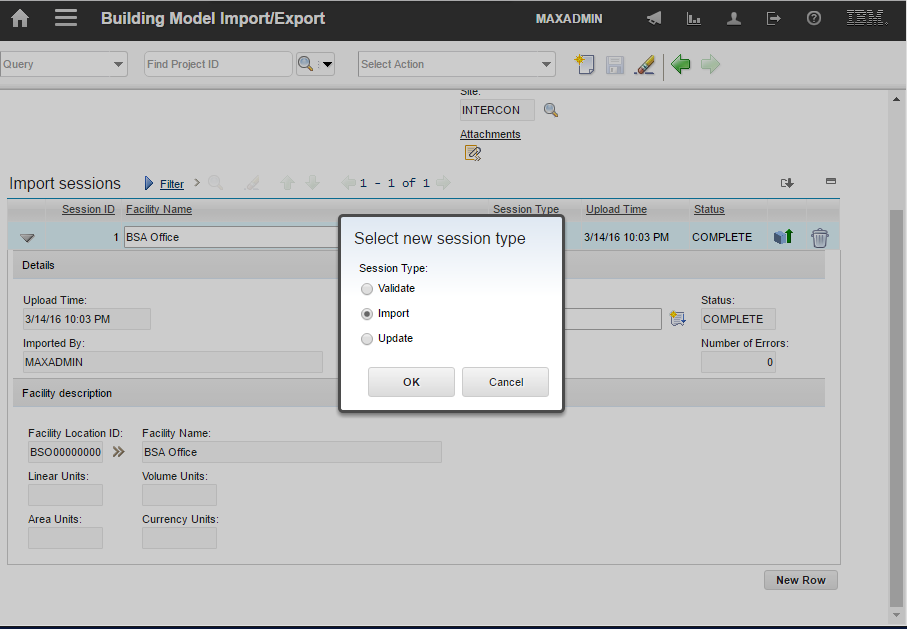 Building Model Import/Export MAXADMIN IBM.
Query Find Project ID Select Action
Site:
INTERCON
Attachments
Import sessions Filter 1 - 1 of 1
Session ID Facility Name Session Type Upload Time Status
1 BSA Office 3/14/16 10:03 PM COMPLETE
Select new session type
Session Type:
Validate
Import
Update
OK Cancel
Details
Upload Time: Status:
3/14/16 10:03 PM COMPLETE
Imported By: Number of Errors:
MAXADMIN 0
Facility description
Facility Location ID: Facility Name:
BSO00000000 BSA Office
Linear Units: Volume Units:
Area Units: Currency Units:
New Row